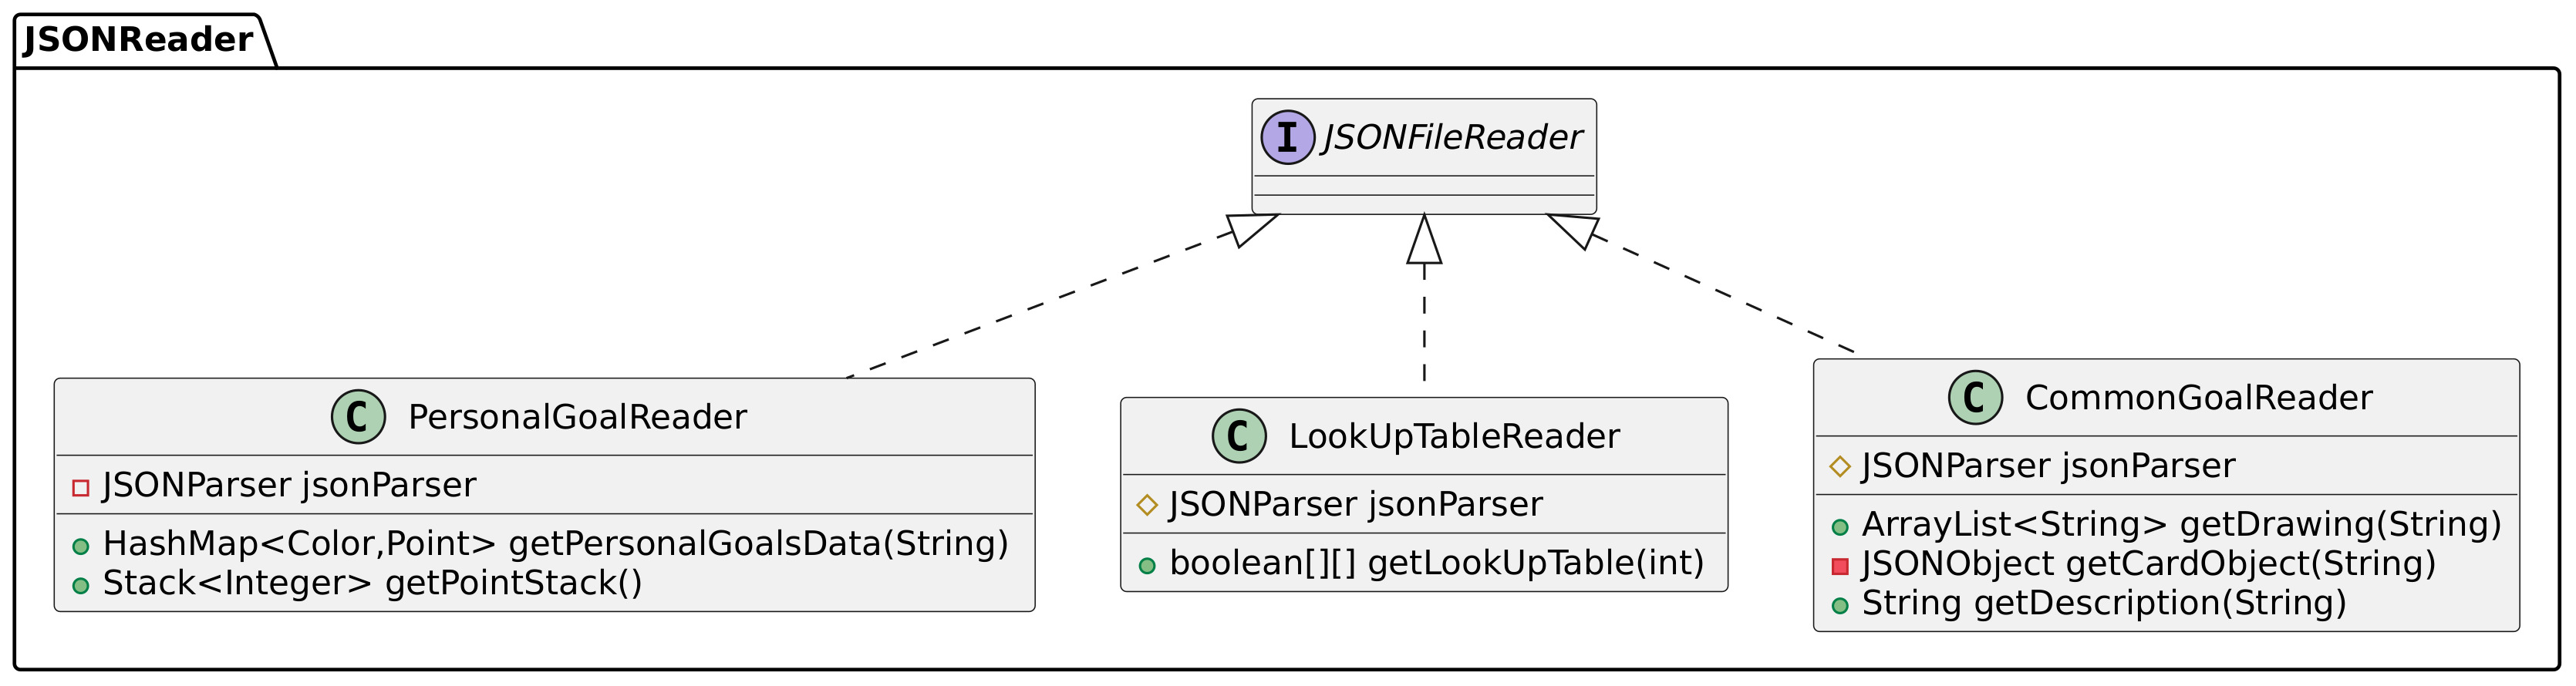 JSONReader
I JSONFileReader
C PersonalGoalReader
JSONParser jsonParser
HashMap<Color,Point> getPersonalGoalsData(String)
Stack<Integer> getPointStack()
C LookUpTableReader
JSONParser jsonParser
boolean[][] getLookUpTable(int)
C CommonGoalReader
JSONParser jsonParser
ArrayList<String> getDrawing(String)
JSONObject getCardObject(String)
String getDescription(String)